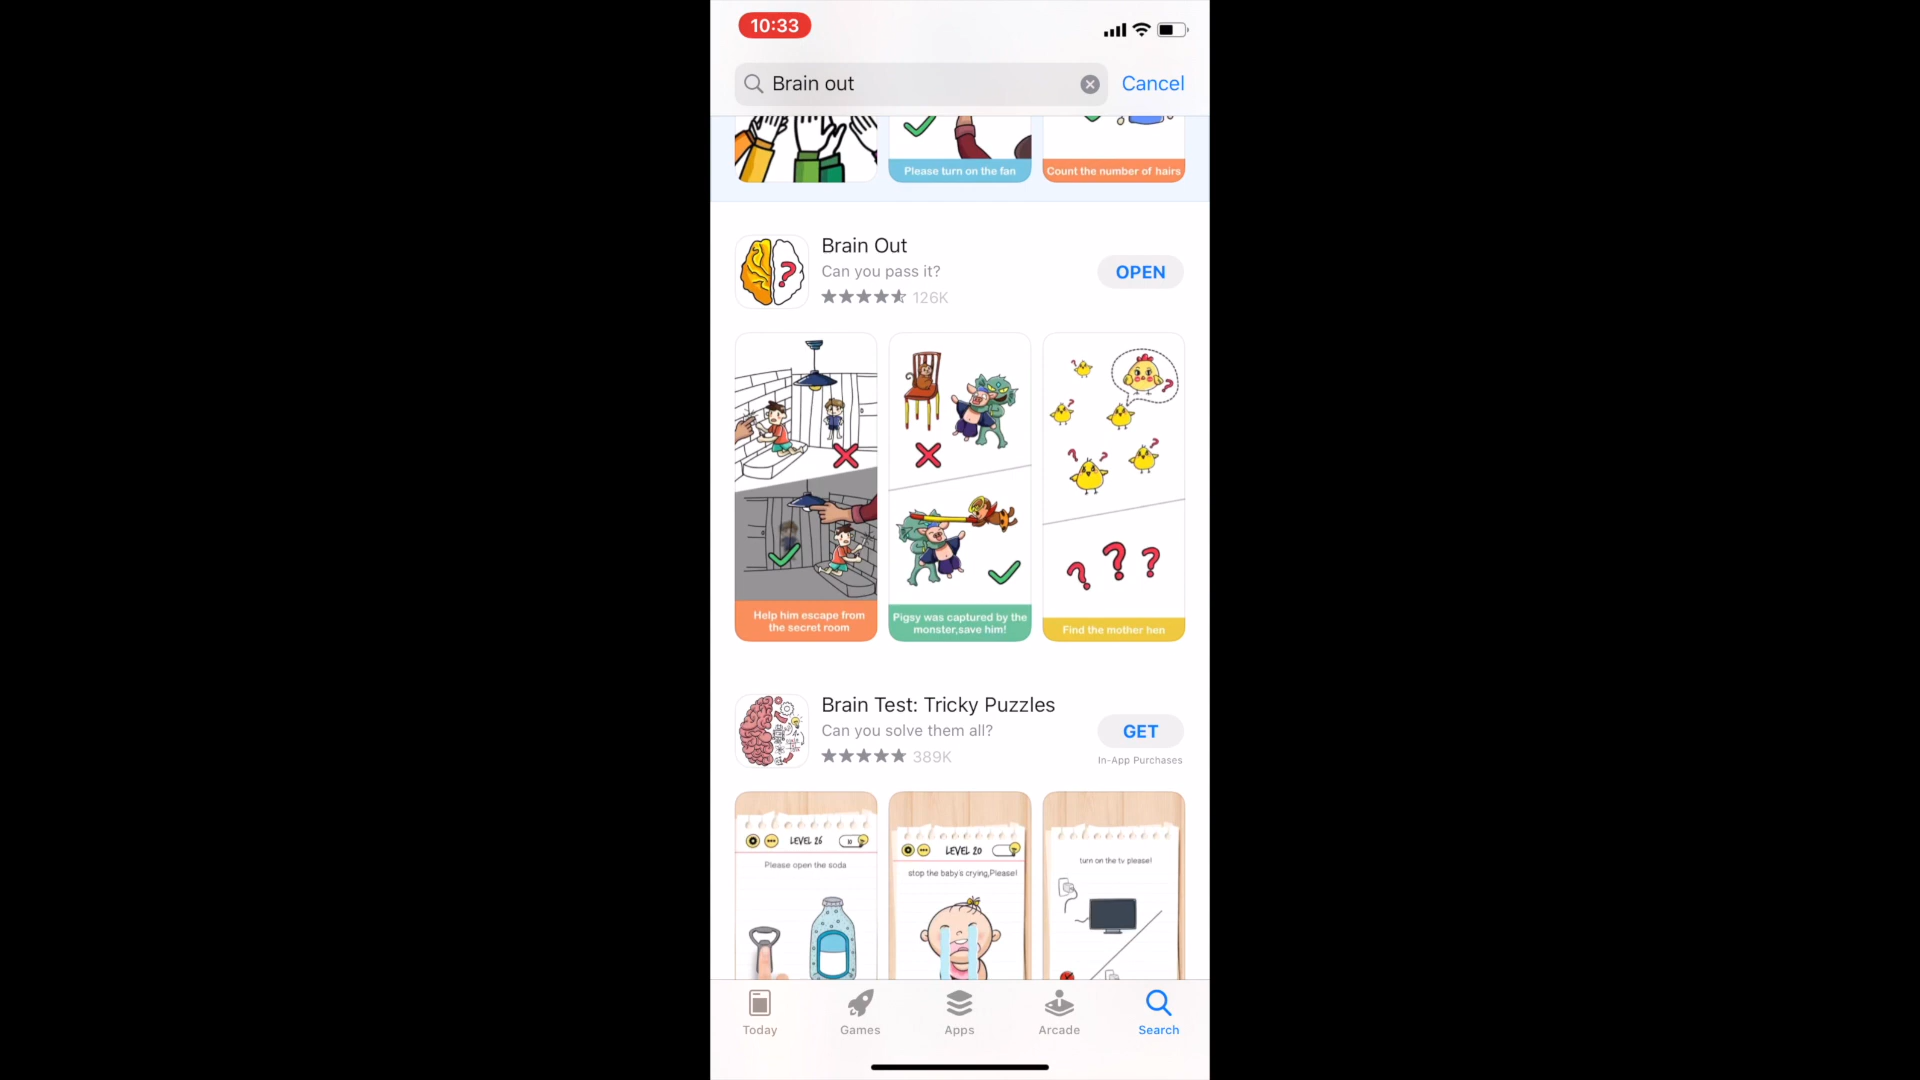 10:33
Brain out
Cancel
Please turn on the fan
Count the number of hairs
Brain Out
Can you pass it?
126K
OPEN
Help him escape from
the secret room
Pigsy was captured by the
monster,save him!
Find the mother hen
Brain Test: Tricky Puzzles
Can you solve them all?
389K
GET
In-App Purchases
LEVEL 26
Please open the soda
LEVEL 20
stop the baby's crying,Please!
turn on the tv please!
Today
Games
Apps
Arcade
Search